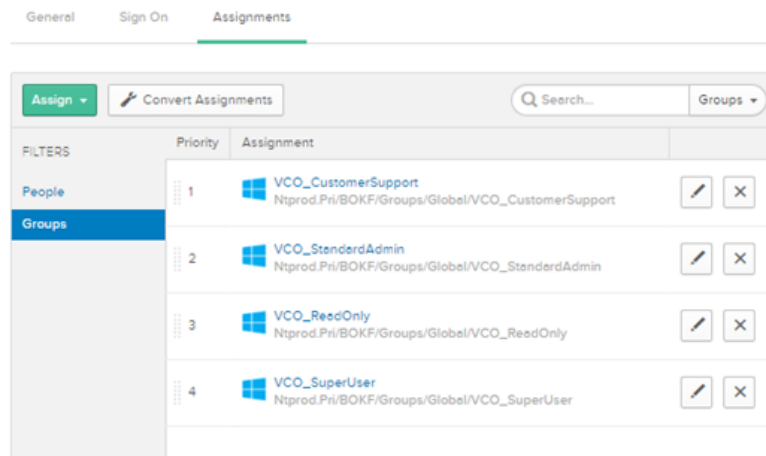 General Sign On Assignments
Assign Convert Assignments Search... Groups
FILTERS Priority Assignment
People
Groups
1 VCO_CustomerSupport
Ntprod.Pri/BOKF/Groups/Global/VCO_CustomerSupport
2 VCO_StandardAdmin
Ntprod.Pri/BOKF/Groups/Global/VCO_StandardAdmin
3 VCO_ReadOnly
Ntprod.Pri/BOKF/Groups/Global/VCO_ReadOnly
4 VCO_SuperUser
Ntprod.Pri/BOKF/Groups/Global/VCO_SuperUser